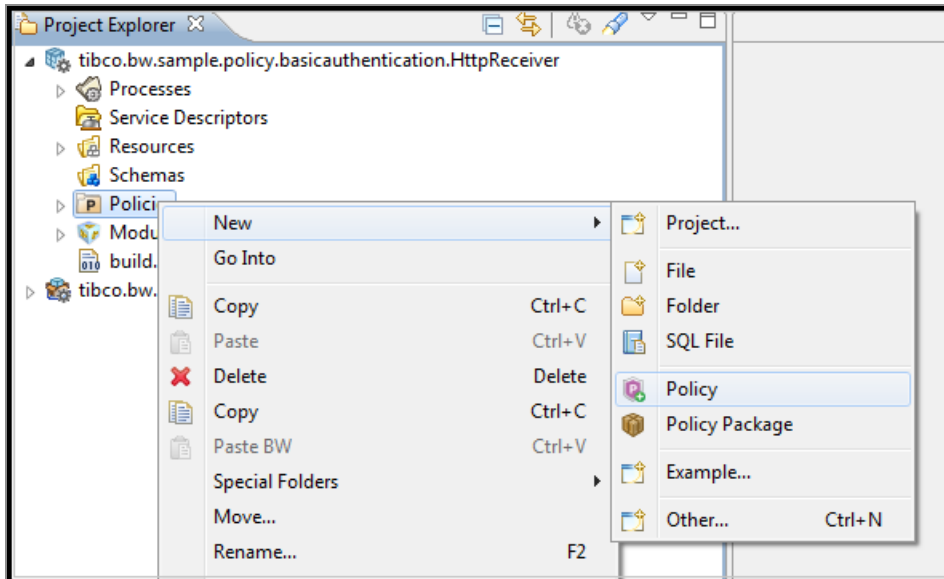 Project Explorer
tibco.bw.sample.policy.basicauthentication.HttpReceiver
Processes
Service Descriptors
Resources
Schemas
Polici
Modu
build.
tibco.bw.
New
Go Into
Copy Ctrl+C
Paste Ctrl+V
Delete Delete
Copy Ctrl+C
Paste BW Ctrl+V
Special Folders
Move...
Rename... F2
Project...
File
Folder
SQL File
Policy
Policy Package
Example...
Other... Ctrl+N